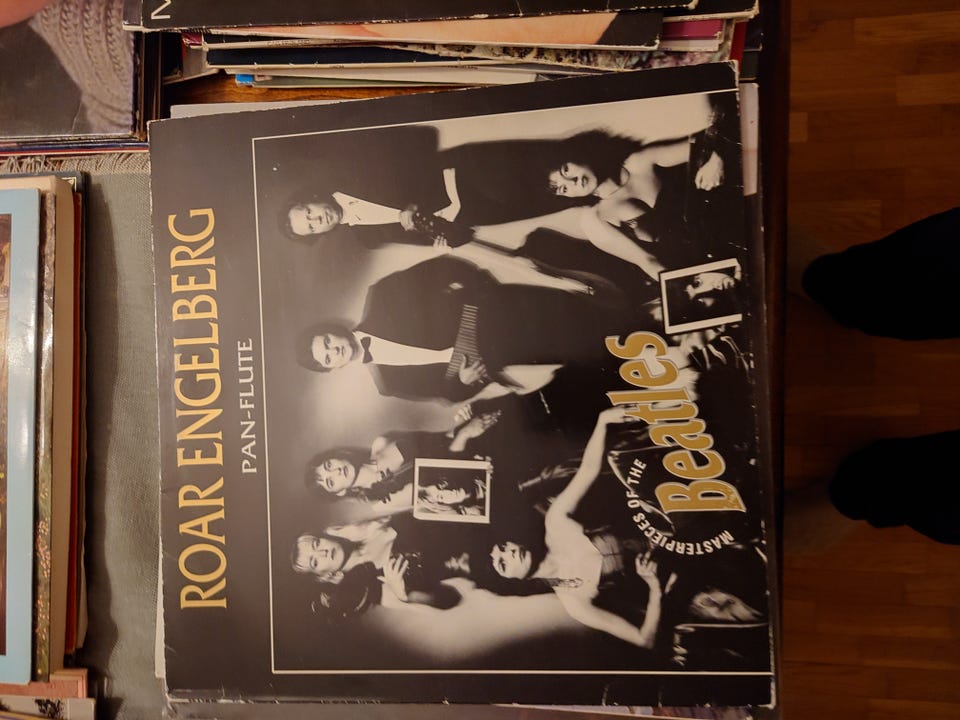 ROAR ENGELBERG
PAN-FLUTE
MASTERPIECES OF THE
Beatles